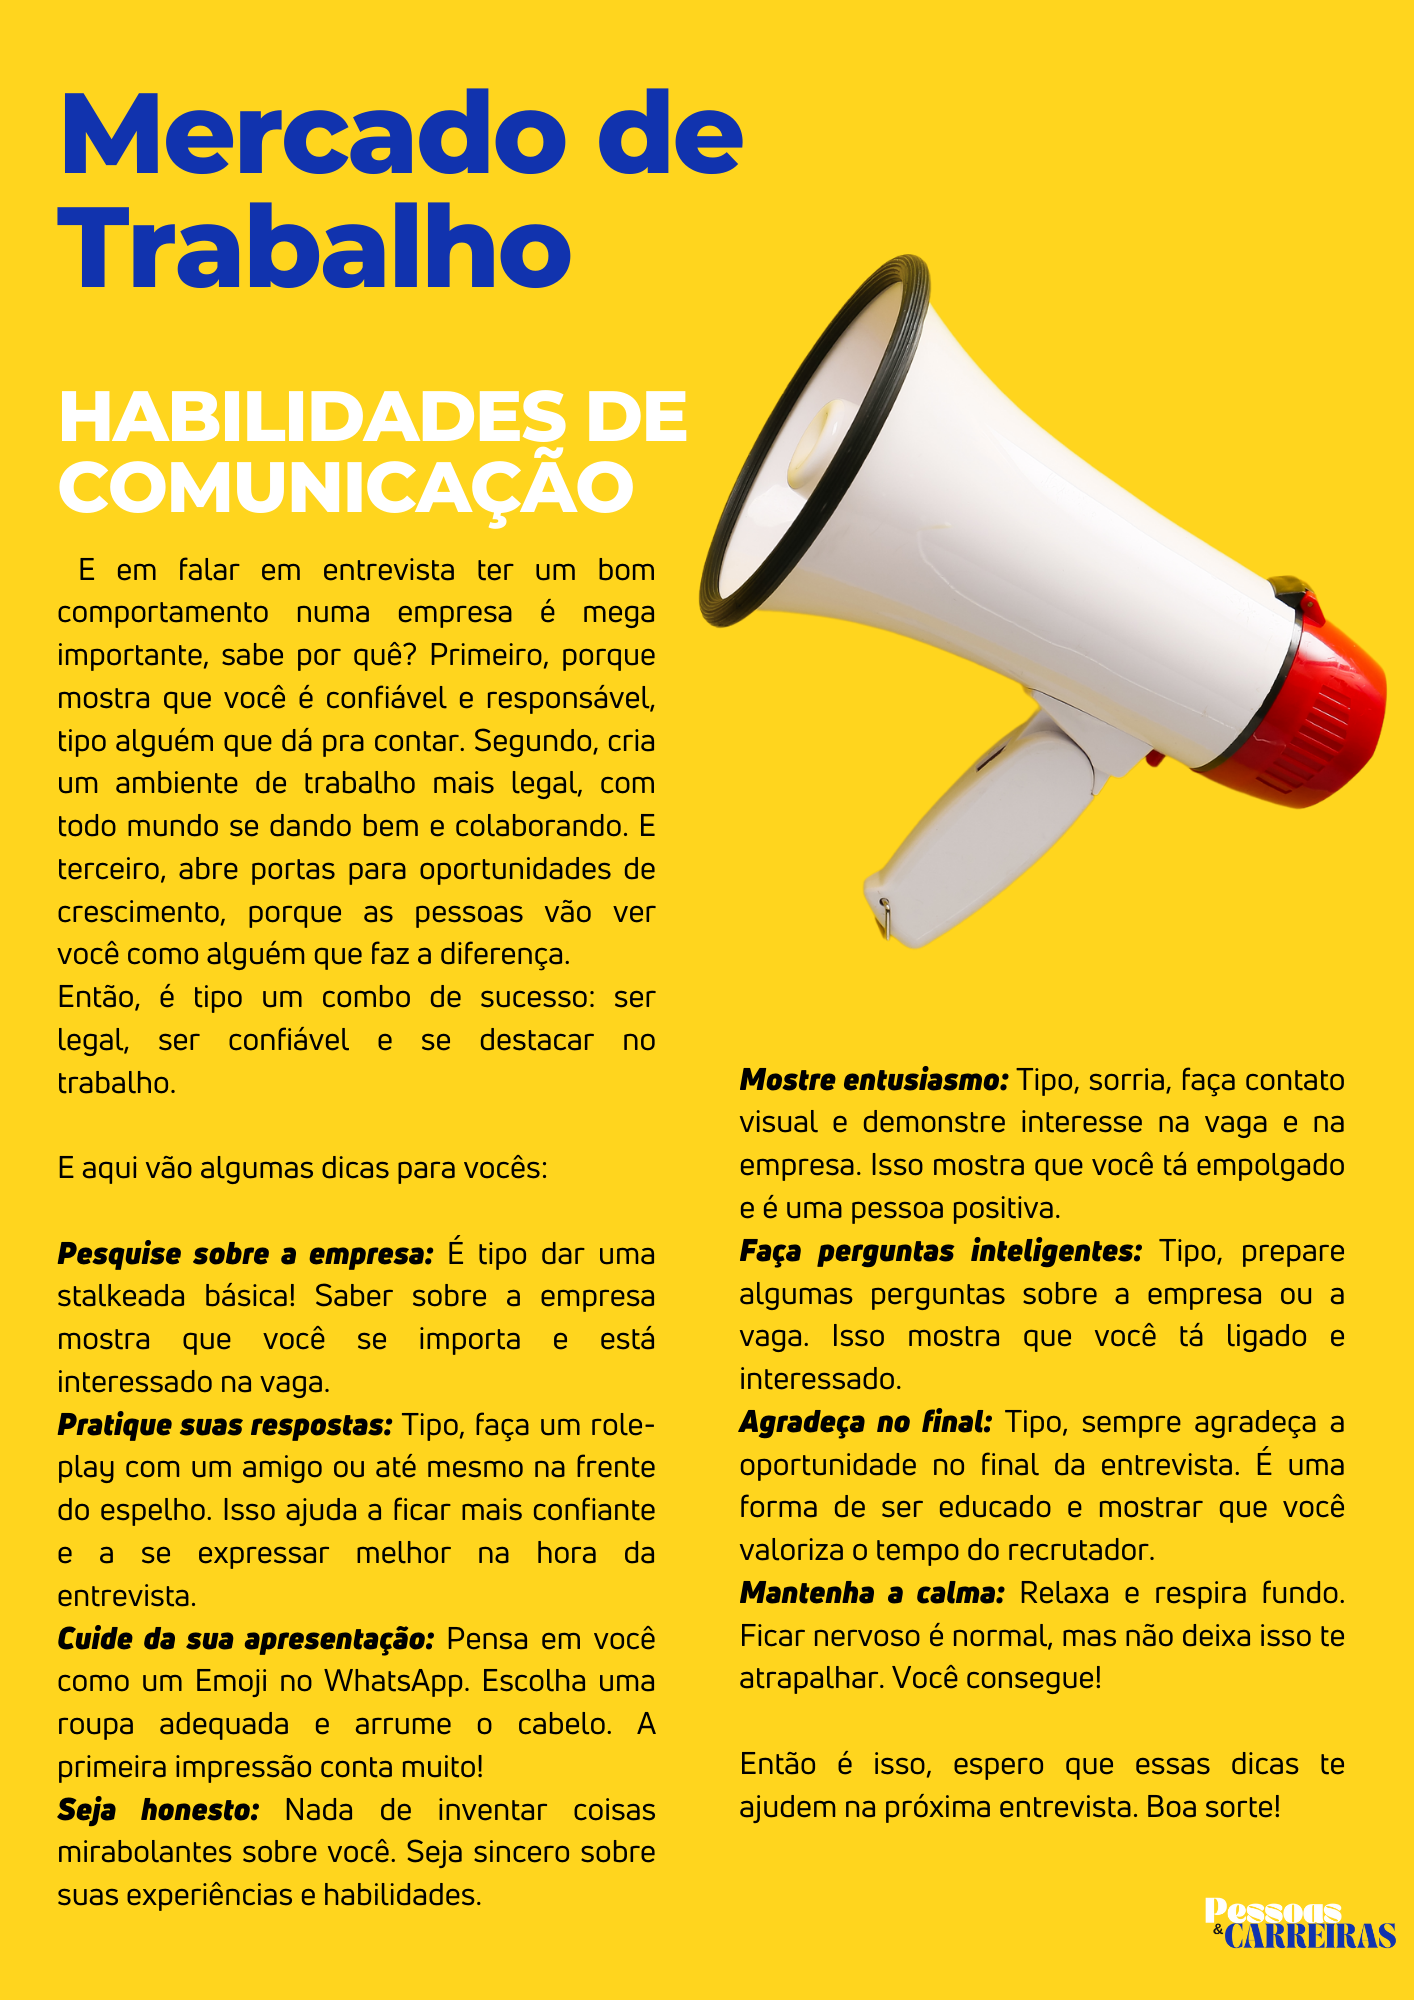 Mercado de
Trabalho
HABILIDADES DE
COMUNICAÇÃO
E em falar em entrevista ter um bom
comportamento numa empresa é mega
importante, sabe por quê? Primeiro, porque
mostra que você é confiável e responsável,
tipo alguém que dá pra contar. Segundo, cria
um ambiente de trabalho mais legal, com
todo mundo se dando bem e colaborando. E
terceiro, abre portas para oportunidades de
crescimento, porque as pessoas vão ver
você como alguém que faz a diferença.
Então, é tipo um combo de sucesso: ser
legal, ser confiável e se destacar no
trabalho.
E aqui vão algumas dicas para vocês:
Pesquise sobre a empresa: É tipo dar uma
stalkeada básica! Saber sobre a empresa
mostra que você se importa e está
interessado na vaga.
Pratique suas respostas: Tipo, faça um role-
play com um amigo ou até mesmo na frente
do espelho. Isso ajuda a ficar mais confiante
e a se expressar melhor na hora da
entrevista.
Cuide da sua apresentação: Pensa em você
como um Emoji no WhatsApp. Escolha uma
roupa adequada e arrume o cabelo. A
primeira impressão conta muito!
Seja honesto: Nada de inventar coisas
mirabolantes sobre você. Seja sincero sobre
suas experiências e habilidades.
Mostre entusiasmo: Tipo, sorria, faça contato
visual e demonstre interesse na vaga e na
empresa. Isso mostra que você tá empolgado
e é uma pessoa positiva.
Faça perguntas inteligentes: Tipo, prepare
algumas perguntas sobre a empresa ou a
vaga. Isso mostra que você tá ligado e
interessado.
Agradeça no final: Tipo, sempre agradeça a
oportunidade no final da entrevista. É uma
forma de ser educado e mostrar que você
valoriza o tempo do recrutador.
Mantenha a calma: Relaxa e respira fundo.
Ficar nervoso é normal, mas não deixa isso te
atrapalhar. Você consegue!
Então é isso, espero que essas dicas te
ajudem na próxima entrevista. Boa sorte!
Pessoas
&CARREIRAS